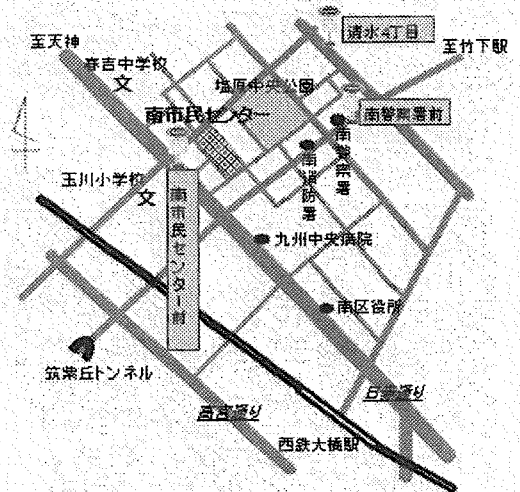 至天神
清水4丁目
至竹下駅
春吉中学校
文
塩原中央公園
南市民センター
南警察署前
南警察署
南消防署
玉川小学校
文
南市民センター前
九州中央病院
南区役所
筑紫丘トンネル
高宮通り
日赤通り
西鉄大橋駅